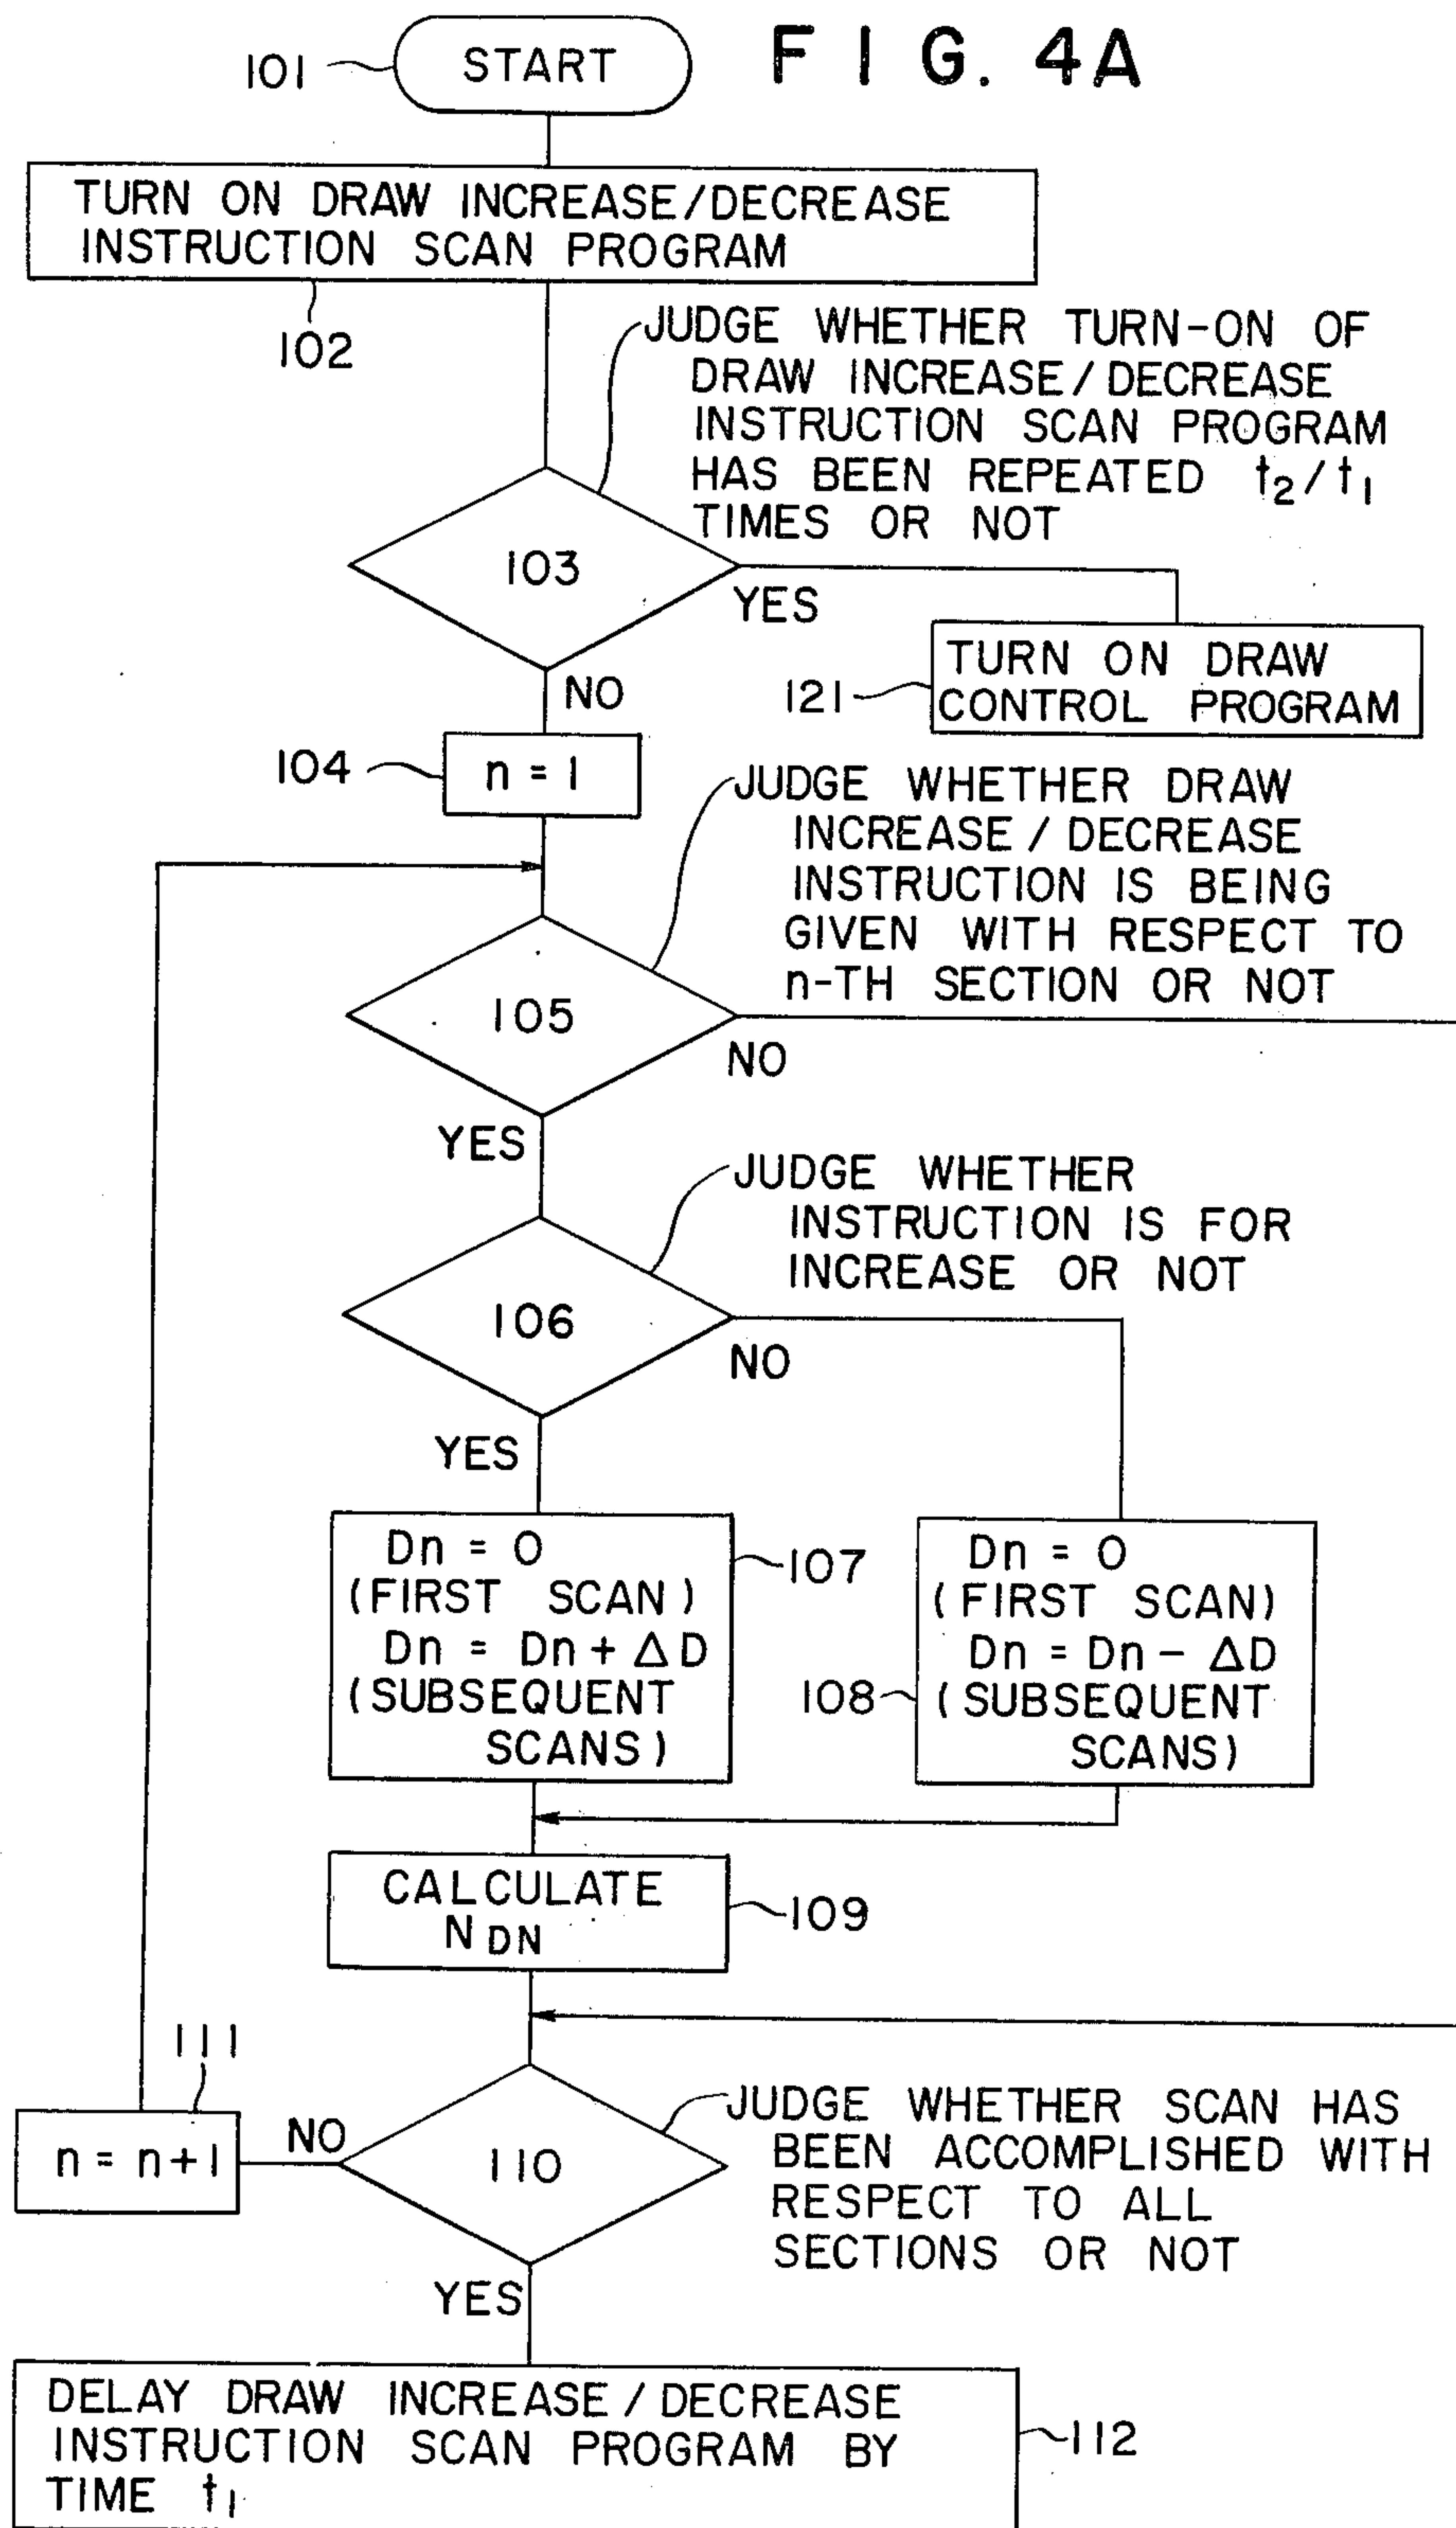 101
START
FIG. 4A
TURN ON DRAW INCREASE/DECREASE
INSTRUCTION SCAN PROGRAM
102
JUDGE WHETHER TURN-ON OF
DRAW INCREASE/DECREASE
INSTRUCTION SCAN PROGRAM
HAS BEEN REPEATED t2/t1
TIMES OR NOT
103
YES
NO
TURN ON DRAW
CONTROL PROGRAM
121
104
n = 1
JUDGE WHETHER DRAW
INCREASE/DECREASE
INSTRUCTION IS BEING
GIVEN WITH RESPECT TO
n-TH SECTION OR NOT
105
NO
YES
JUDGE WHETHER
INSTRUCTION IS FOR
INCREASE OR NOT
106
NO
YES
Dn = 0
(FIRST SCAN)
Dn = Dn + ΔD
(SUBSEQUENT
SCANS)
107
Dn = 0
(FIRST SCAN)
Dn = Dn - ΔD
(SUBSEQUENT
SCANS)
108
CALCULATE
NDN
109
111
n = n+1
NO
110
JUDGE WHETHER SCAN HAS
BEEN ACCOMPLISHED WITH
RESPECT TO ALL
SECTIONS OR NOT
YES
DELAY DRAW INCREASE/DECREASE
INSTRUCTION SCAN PROGRAM BY
TIME t1
112